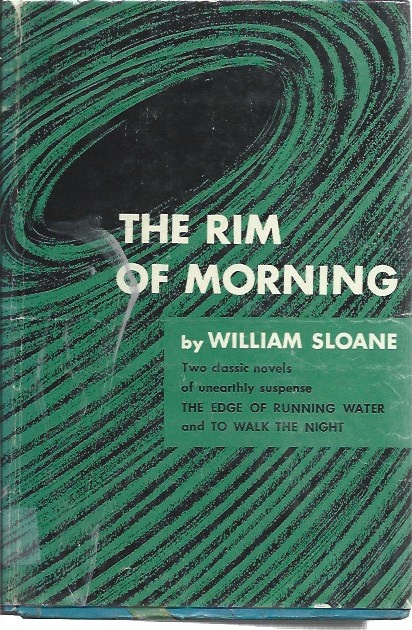 THE RIM
OF MORNING
by WILLIAM SLOANE
Two classic novels
of unearthly suspense
THE EDGE OF RUNNING WATER
and TO WALK THE NIGHT